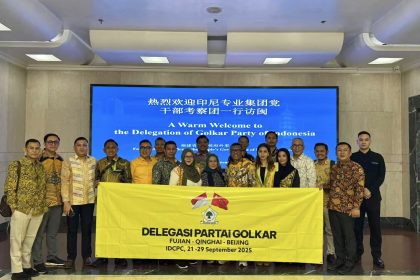 热烈欢迎印尼专业集团党
干部考察团一行访闽
A Warm Welcome to
the Delegation of Golkar Party of Indonesia
DELEGASI PARTAI GOLKAR
FUJIAN - QINGHAI - BEIJING
IDCPC, 21-29 September 2025